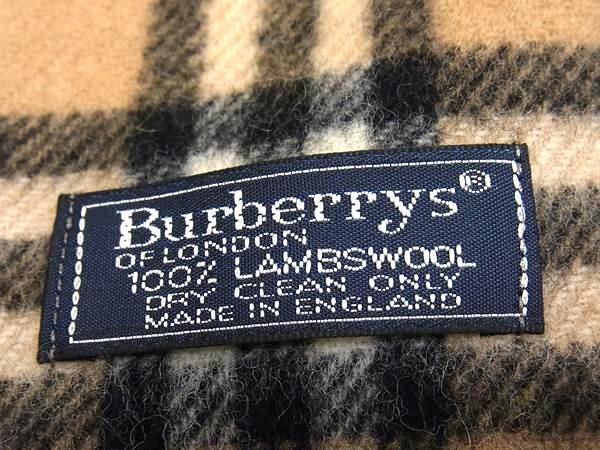 Burberrys®
OF LONDON
100% LAMBSWOOL
DRY CLEAN ONLY
MADE IN ENGLAND